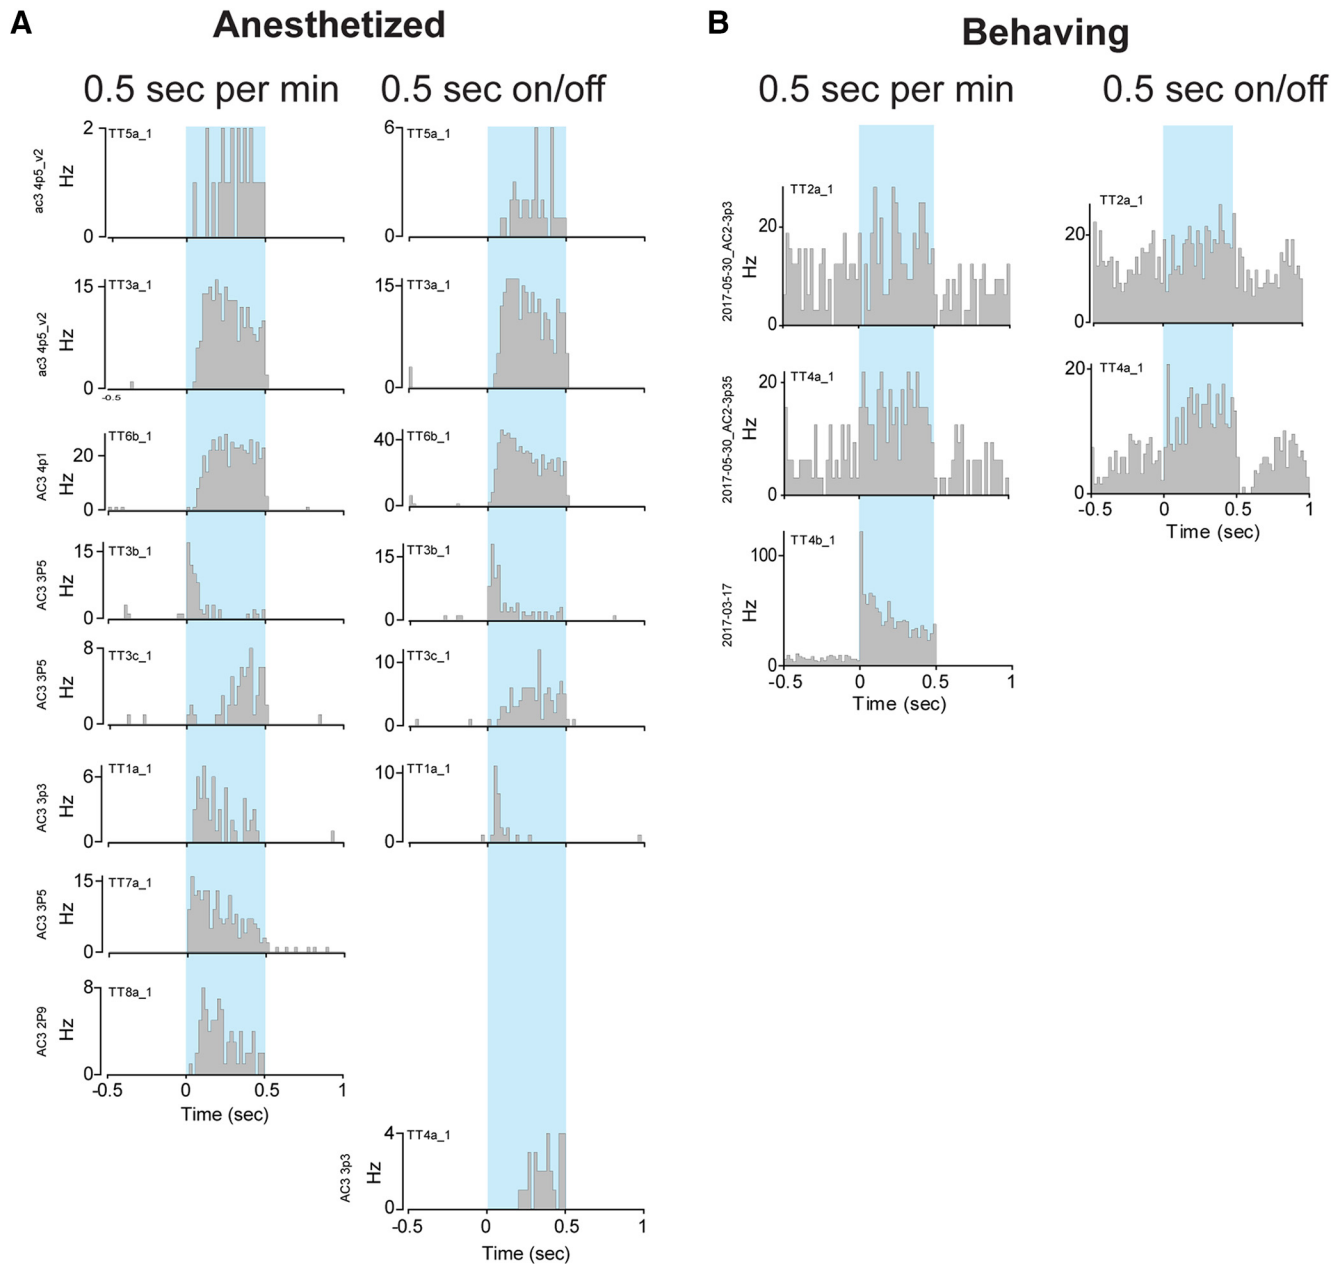 A
Anesthetized
0.5 sec per min
0.5 sec on/off
ac3 4p5_v2
Hz
2
0
TT5a_1
6
0
TT5a_1
ac3 4p5_v2
Hz
15
0
TT3a_1
-0.5
15
0
TT3a_1
AC3 4p1
Hz
20
0
TT6b_1
40
0
TT6b_1
AC3 3P5
Hz
15
0
TT3b_1
15
0
TT3b_1
AC3 3P5
Hz
8
0
TT3c_1
10
0
TT3c_1
AC3 3p3
Hz
6
0
TT1a_1
10
0
TT1a_1
AC3 3P5
Hz
15
0
TT7a_1
AC3 2P9
Hz
8
0
TT8a_1
-0.5 0 0.5 1
Time (sec)
AC3 3p3
Hz
4
0
TT4a_1
-0.5 0 0.5 1
Time (sec)
B
Behaving
0.5 sec per min
0.5 sec on/off
2017-05-30_AC2-3p3
Hz
20
0
TT2a_1
20
0
TT2a_1
2017-05-30_AC2-3p35
Hz
20
0
TT4a_1
20
0
TT4a_1
-0.5 0 0.5 1
Time (sec)
2017-03-17
Hz
100
0
TT4b_1
-0.5 0 0.5 1
Time (sec)